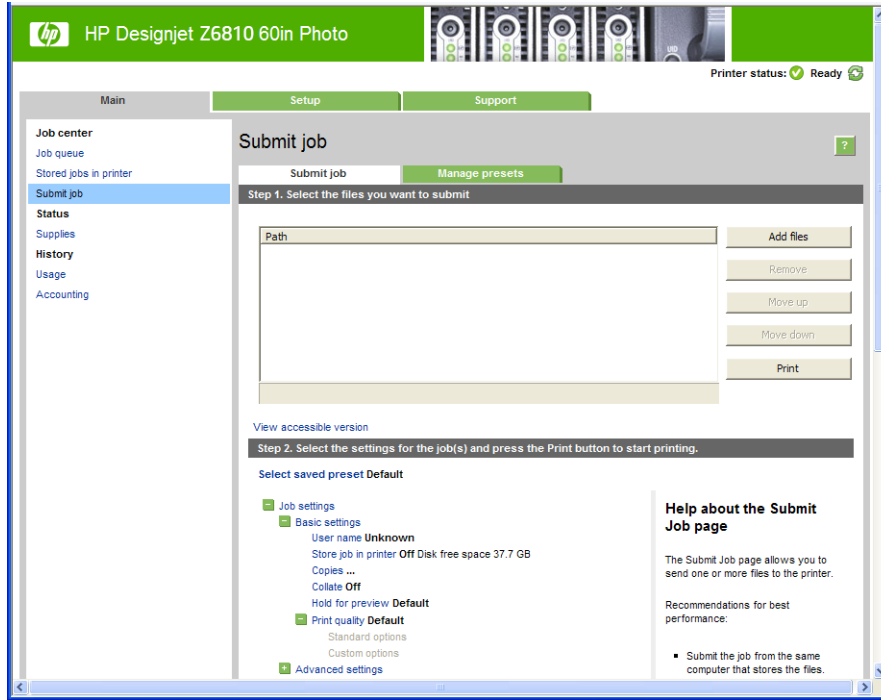 hp HP Designjet Z6810 60in Photo
UID
Printer status: Ready
Main Setup Support
Job center
Job queue
Stored jobs in printer
Submit job
Status
Supplies
History
Usage
Accounting
Submit job
?
Submit job Manage presets
Step 1. Select the files you want to submit
Path
Add files
Remove
Move up
Move down
Print
View accessible version
Step 2. Select the settings for the job(s) and press the Print button to start printing.
Select saved preset Default
Job settings
Basic settings
User name Unknown
Store job in printer Off Disk free space 37.7 GB
Copies ...
Collate Off
Hold for preview Default
Print quality Default
Standard options
Custom options
Advanced settings
Help about the Submit
Job page
The Submit Job page allows you to
send one or more files to the printer.
Recommendations for best
performance:
Submit the job from the same
computer that stores the files.